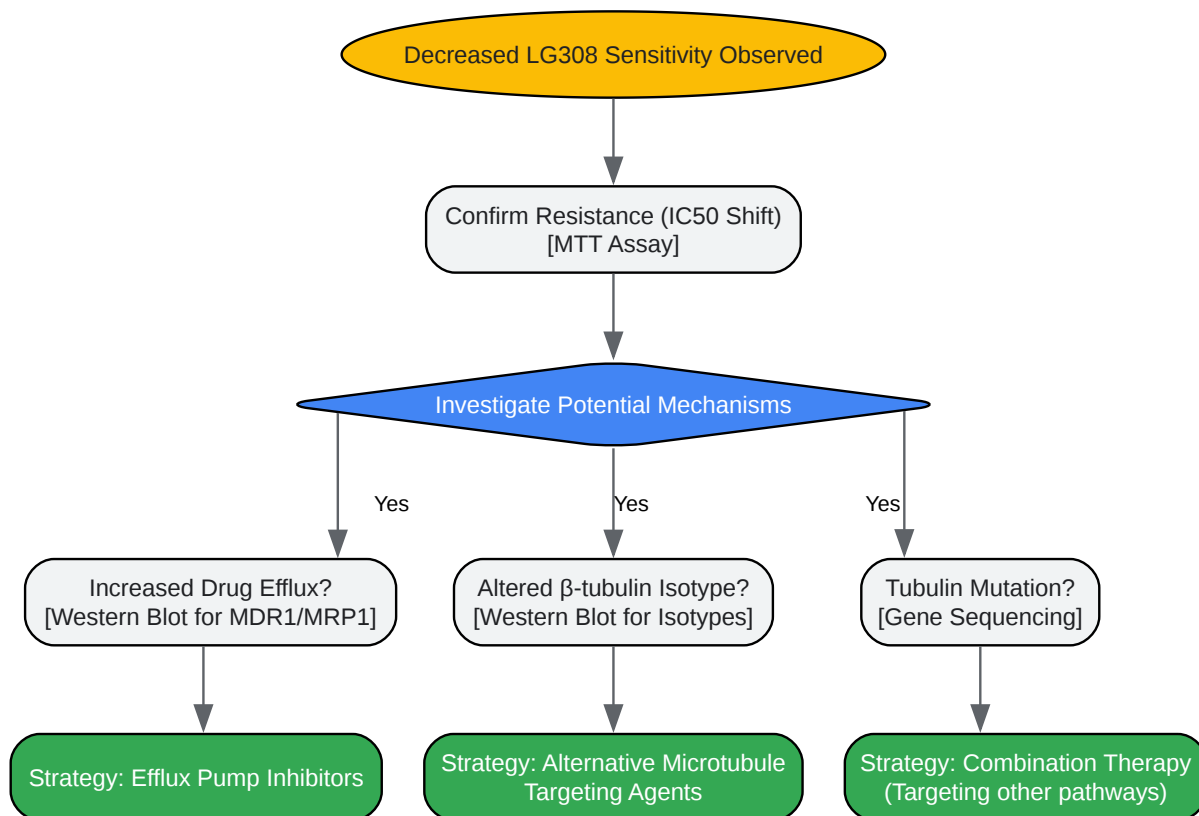 Decreased LG308 Sensitivity Observed
Confirm Resistance (IC50 Shift)
[MTT Assay]
Investigate Potential Mechanisms
Yes
Yes
Yes
Increased Drug Efflux?
[Western Blot for MDR1/MRP1]
Altered β-tubulin Isotype?
[Western Blot for Isotypes]
Tubulin Mutation?
[Gene Sequencing]
Strategy: Efflux Pump Inhibitors
Strategy: Alternative Microtubule
Targeting Agents
Strategy: Combination Therapy
(Targeting other pathways)